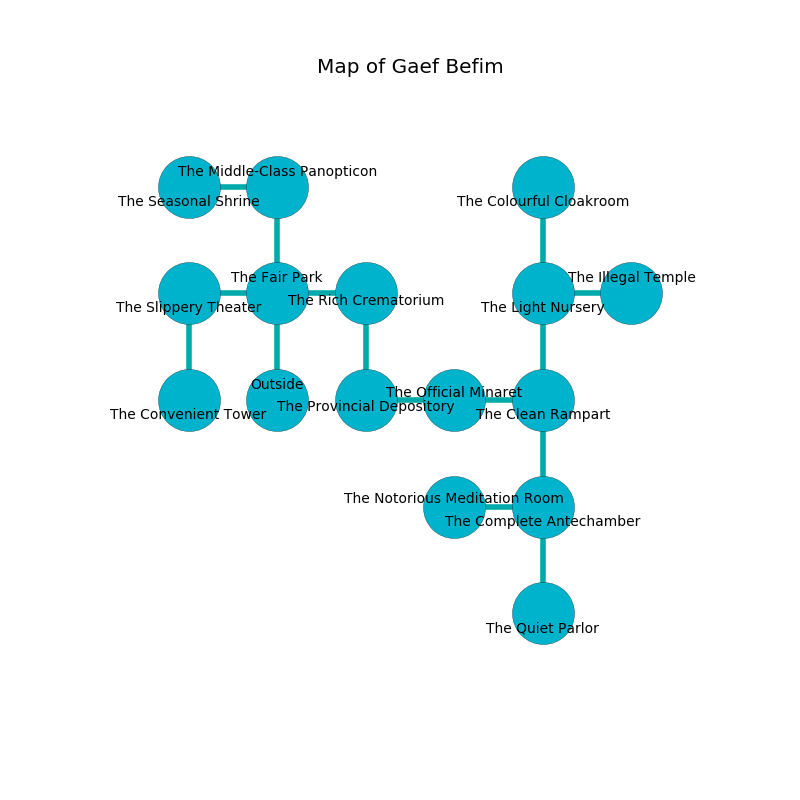 Map of Gaef Befim
The Middle-Class Panopticon
The Seasonal Shrine
The Colourful Cloakroom
The Fair Park
The Illegal Temple
The Rich Crematorium
The Slippery Theater
The Light Nursery
Outside
The Official Minaret
The Provincial Depository
The Convenient Tower
The Clean Rampart
The Notorious Meditation Room
The Complete Antechamber
The Quiet Parlor